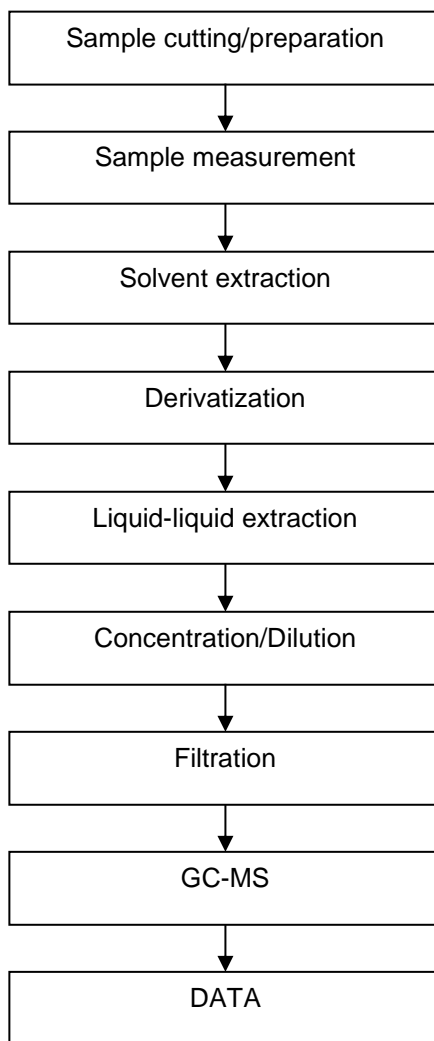 Sample cutting/preparation
Sample measurement
Solvent extraction
Derivatization
Liquid-liquid extraction
Concentration/Dilution
Filtration
GC-MS
DATA